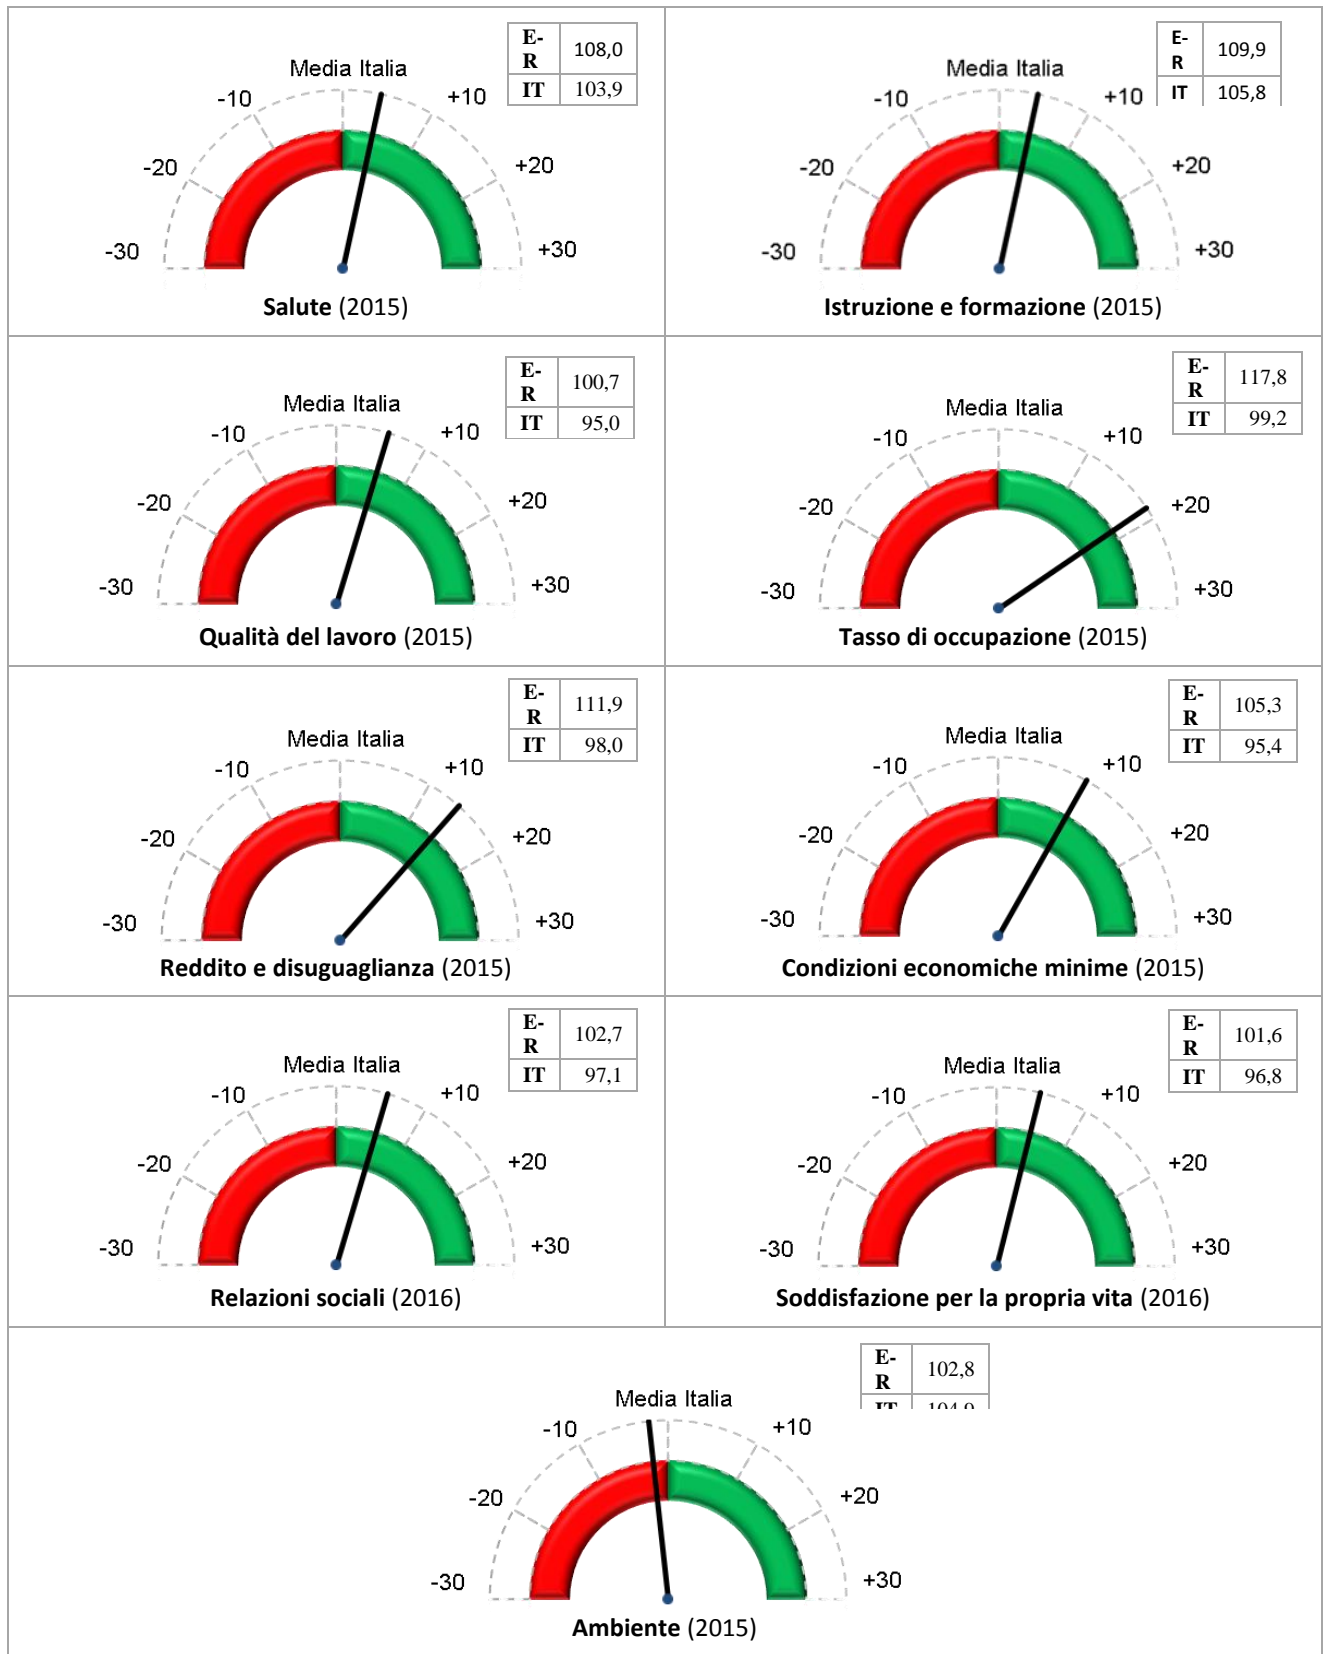 E-
R 108,0
IT 103,9
Media Italia
-10 +10
-20 +20
-30 +30
Salute (2015)
E-
R 109,9
IT 105,8
Media Italia
-10 +10
-20 +20
-30 +30
Istruzione e formazione (2015)
E-
R 100,7
IT 95,0
Media Italia
-10 +10
-20 +20
-30 +30
Qualità del lavoro (2015)
E-
R 117,8
IT 99,2
Media Italia
-10 +10
-20 +20
-30 +30
Tasso di occupazione (2015)
E-
R 111,9
IT 98,0
Media Italia
-10 +10
-20 +20
-30 +30
Reddito e disuguaglianza (2015)
E-
R 105,3
IT 95,4
Media Italia
-10 +10
-20 +20
-30 +30
Condizioni economiche minime (2015)
E-
R 102,7
IT 97,1
Media Italia
-10 +10
-20 +20
-30 +30
Relazioni sociali (2016)
E-
R 101,6
IT 96,8
Media Italia
-10 +10
-20 +20
-30 +30
Soddisfazione per la propria vita (2016)
E-
R 102,8
IT
Media Italia
-10 +10
-20 +20
-30 +30
Ambiente (2015)